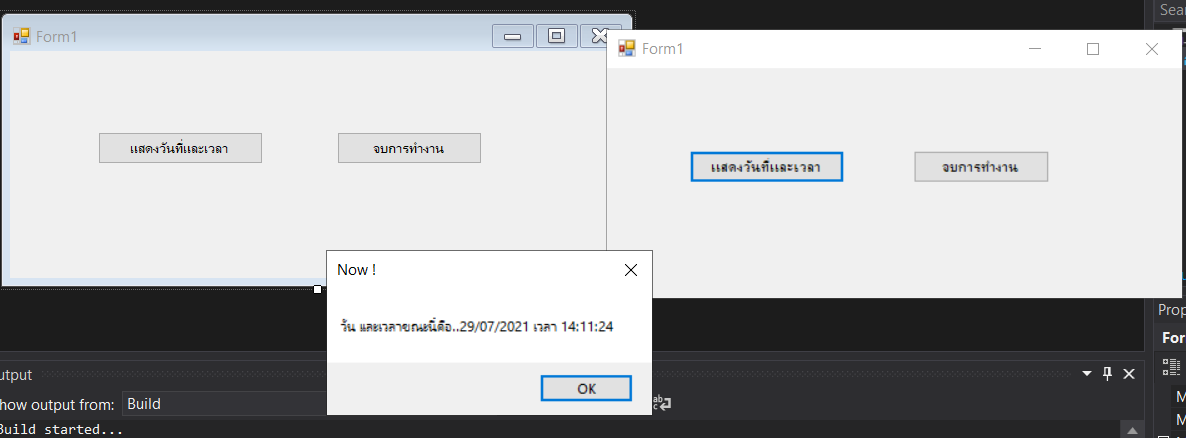 Sear
Form1
Form1
แสดงวันที่และเวลา
จบการทำงาน
แสดงวันที่และเวลา
จบการทำงาน
Now !
วัน และเวลาขณะนี้คือ..29/07/2021 เวลา 14:11:24
OK
Prop
For
utput
how output from:
Build
Build started...
M
M